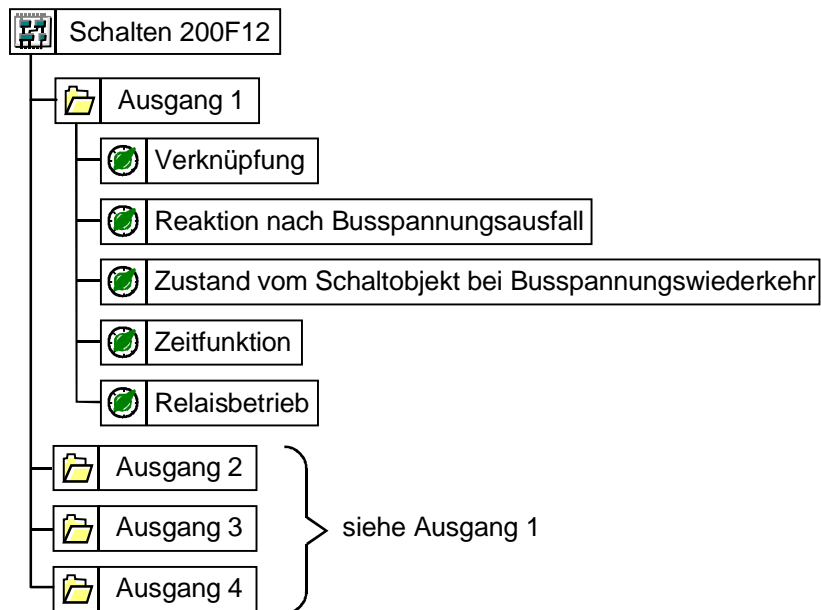 Schalten 200F12
Ausgang 1
Verknüpfung
Reaktion nach Busspannungsausfall
Zustand vom Schaltobjekt bei Busspannungswiederkehr
Zeitfunktion
Relaisbetrieb
Ausgang 2
Ausgang 3
siehe Ausgang 1
Ausgang 4